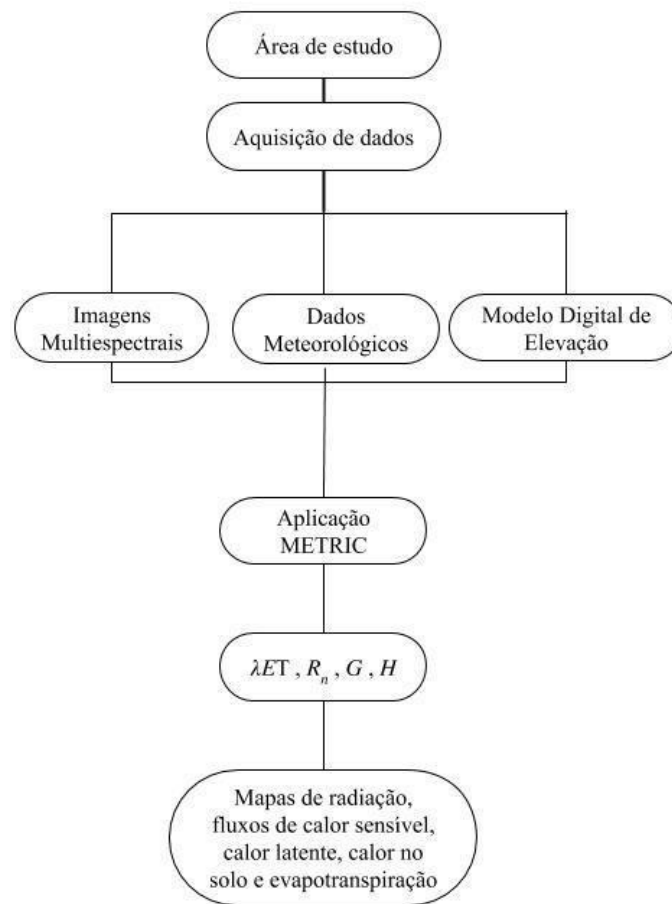 Área de estudo
Aquisição de dados
Imagens
Multiespectrais
Dados
Meteorológicos
Modelo Digital de
Elevação
Aplicação
METRIC
λET , Rₙ , G , H
Mapas de radiação,
fluxos de calor sensível,
calor latente, calor no
solo e evapotranspiração